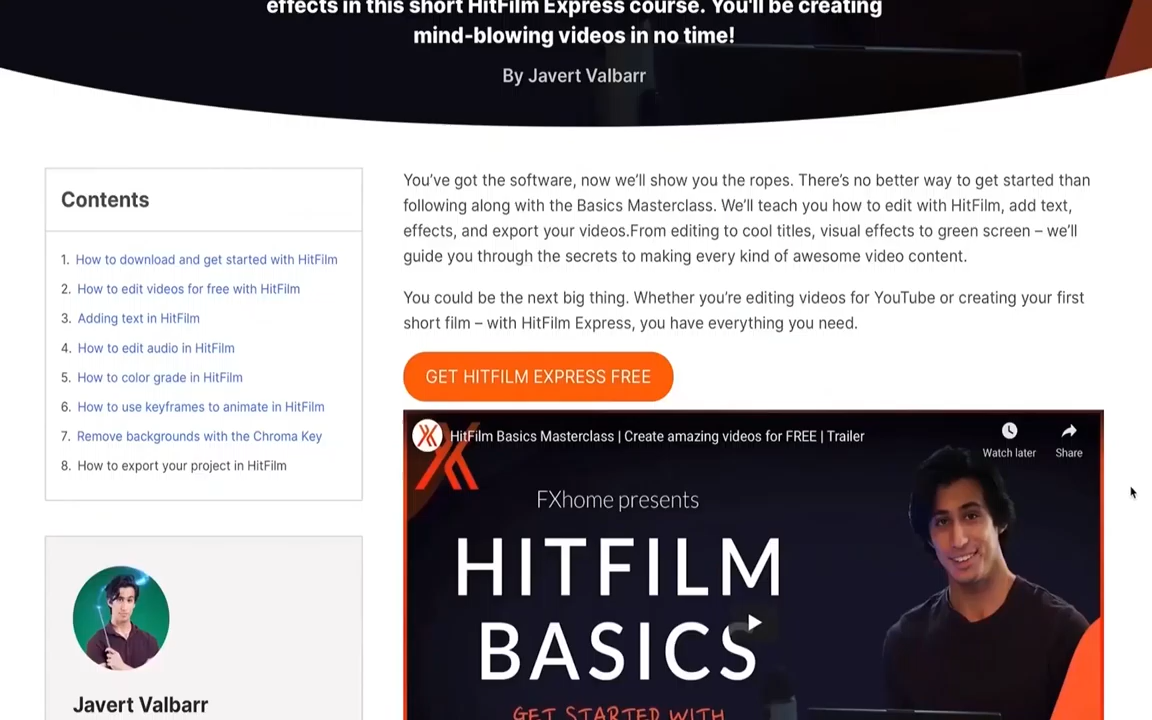 effects in this short HitFilm Express course. You'll be creating
mind-blowing videos in no time!
By Javert Valbarr
Contents
1. How to download and get started with HitFilm
2. How to edit videos for free with HitFilm
3. Adding text in HitFilm
4. How to edit audio in HitFilm
5. How to color grade in HitFilm
6. How to use keyframes to animate in HitFilm
7. Remove backgrounds with the Chroma Key
8. How to export your project in HitFilm
Javert Valbarr
You've got the software, now we'll show you the ropes. There's no better way to get started than
following along with the Basics Masterclass. We'll teach you how to edit with HitFilm, add text,
effects, and export your videos.From editing to cool titles, visual effects to green screen – we'll
guide you through the secrets to making every kind of awesome video content.
You could be the next big thing. Whether you're editing videos for YouTube or creating your first
short film – with HitFilm Express, you have everything you need.
GET HITFILM EXPRESS FREE
HitFilm Basics Masterclass | Create amazing videos for FREE | Trailer
Watch later
Share
FXhome presents
HITFILM
BASICS
GET STARTED WITH